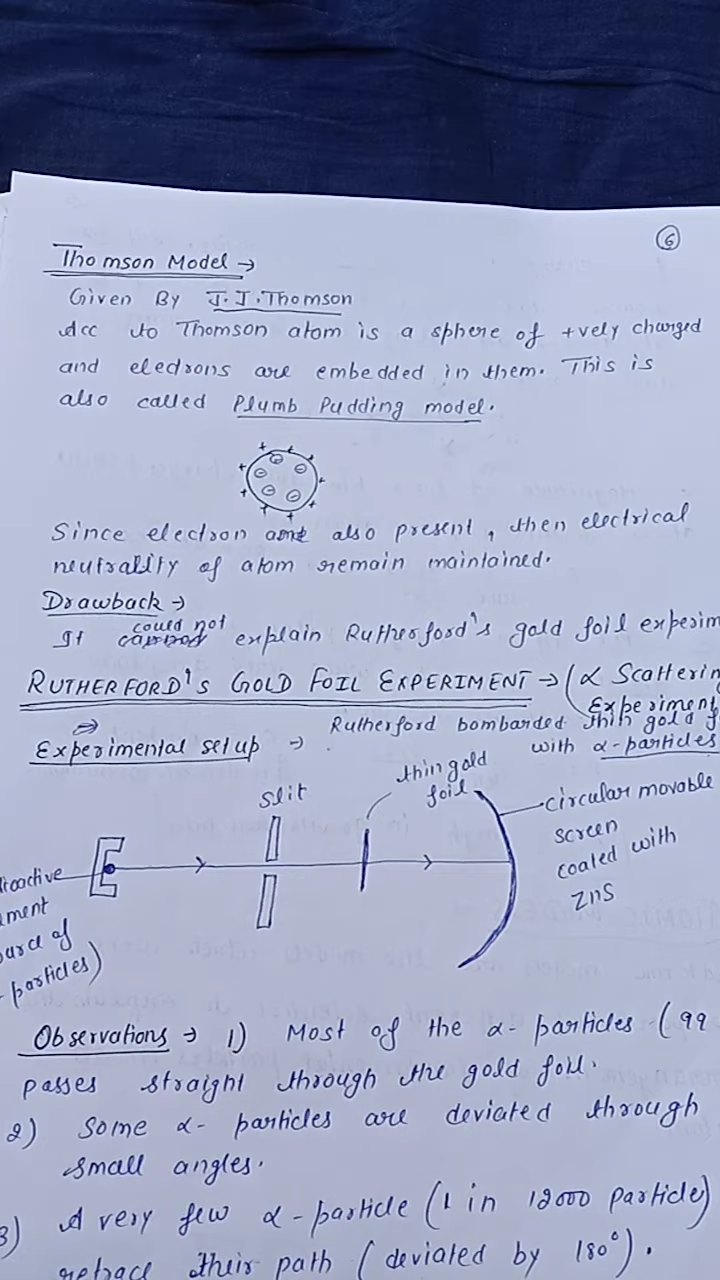 6
Thomson Model →
Given By J.J.Thomson
Acc to Thomson atom is a sphere of +vely charged
and eledrons are embedded in them. This is
also called Plumb Pudding model.
Since electron also present, then electrical
neutrality of atom remain maintained.
Drawback →
It could not explain Rutherford's gold foil experim
RUTHERFORD'S GOLD FOIL EXPERIMENT → (α Scatterin
Experiment
⇒ Rutherford bombarded thin gold f
Experimental set up → with α-particles
thin gold
foil
slit
circular movable
screen
coated with
ZnS
ioactive
ment
particles)
Observations → 1) Most of the α- particles (99
passes straight through the gold foil.
2) Some α- particles are deviated through
small angles.
3) A very few α-particle (1 in 12000 particle)
retrace their path (deviated by 180°).